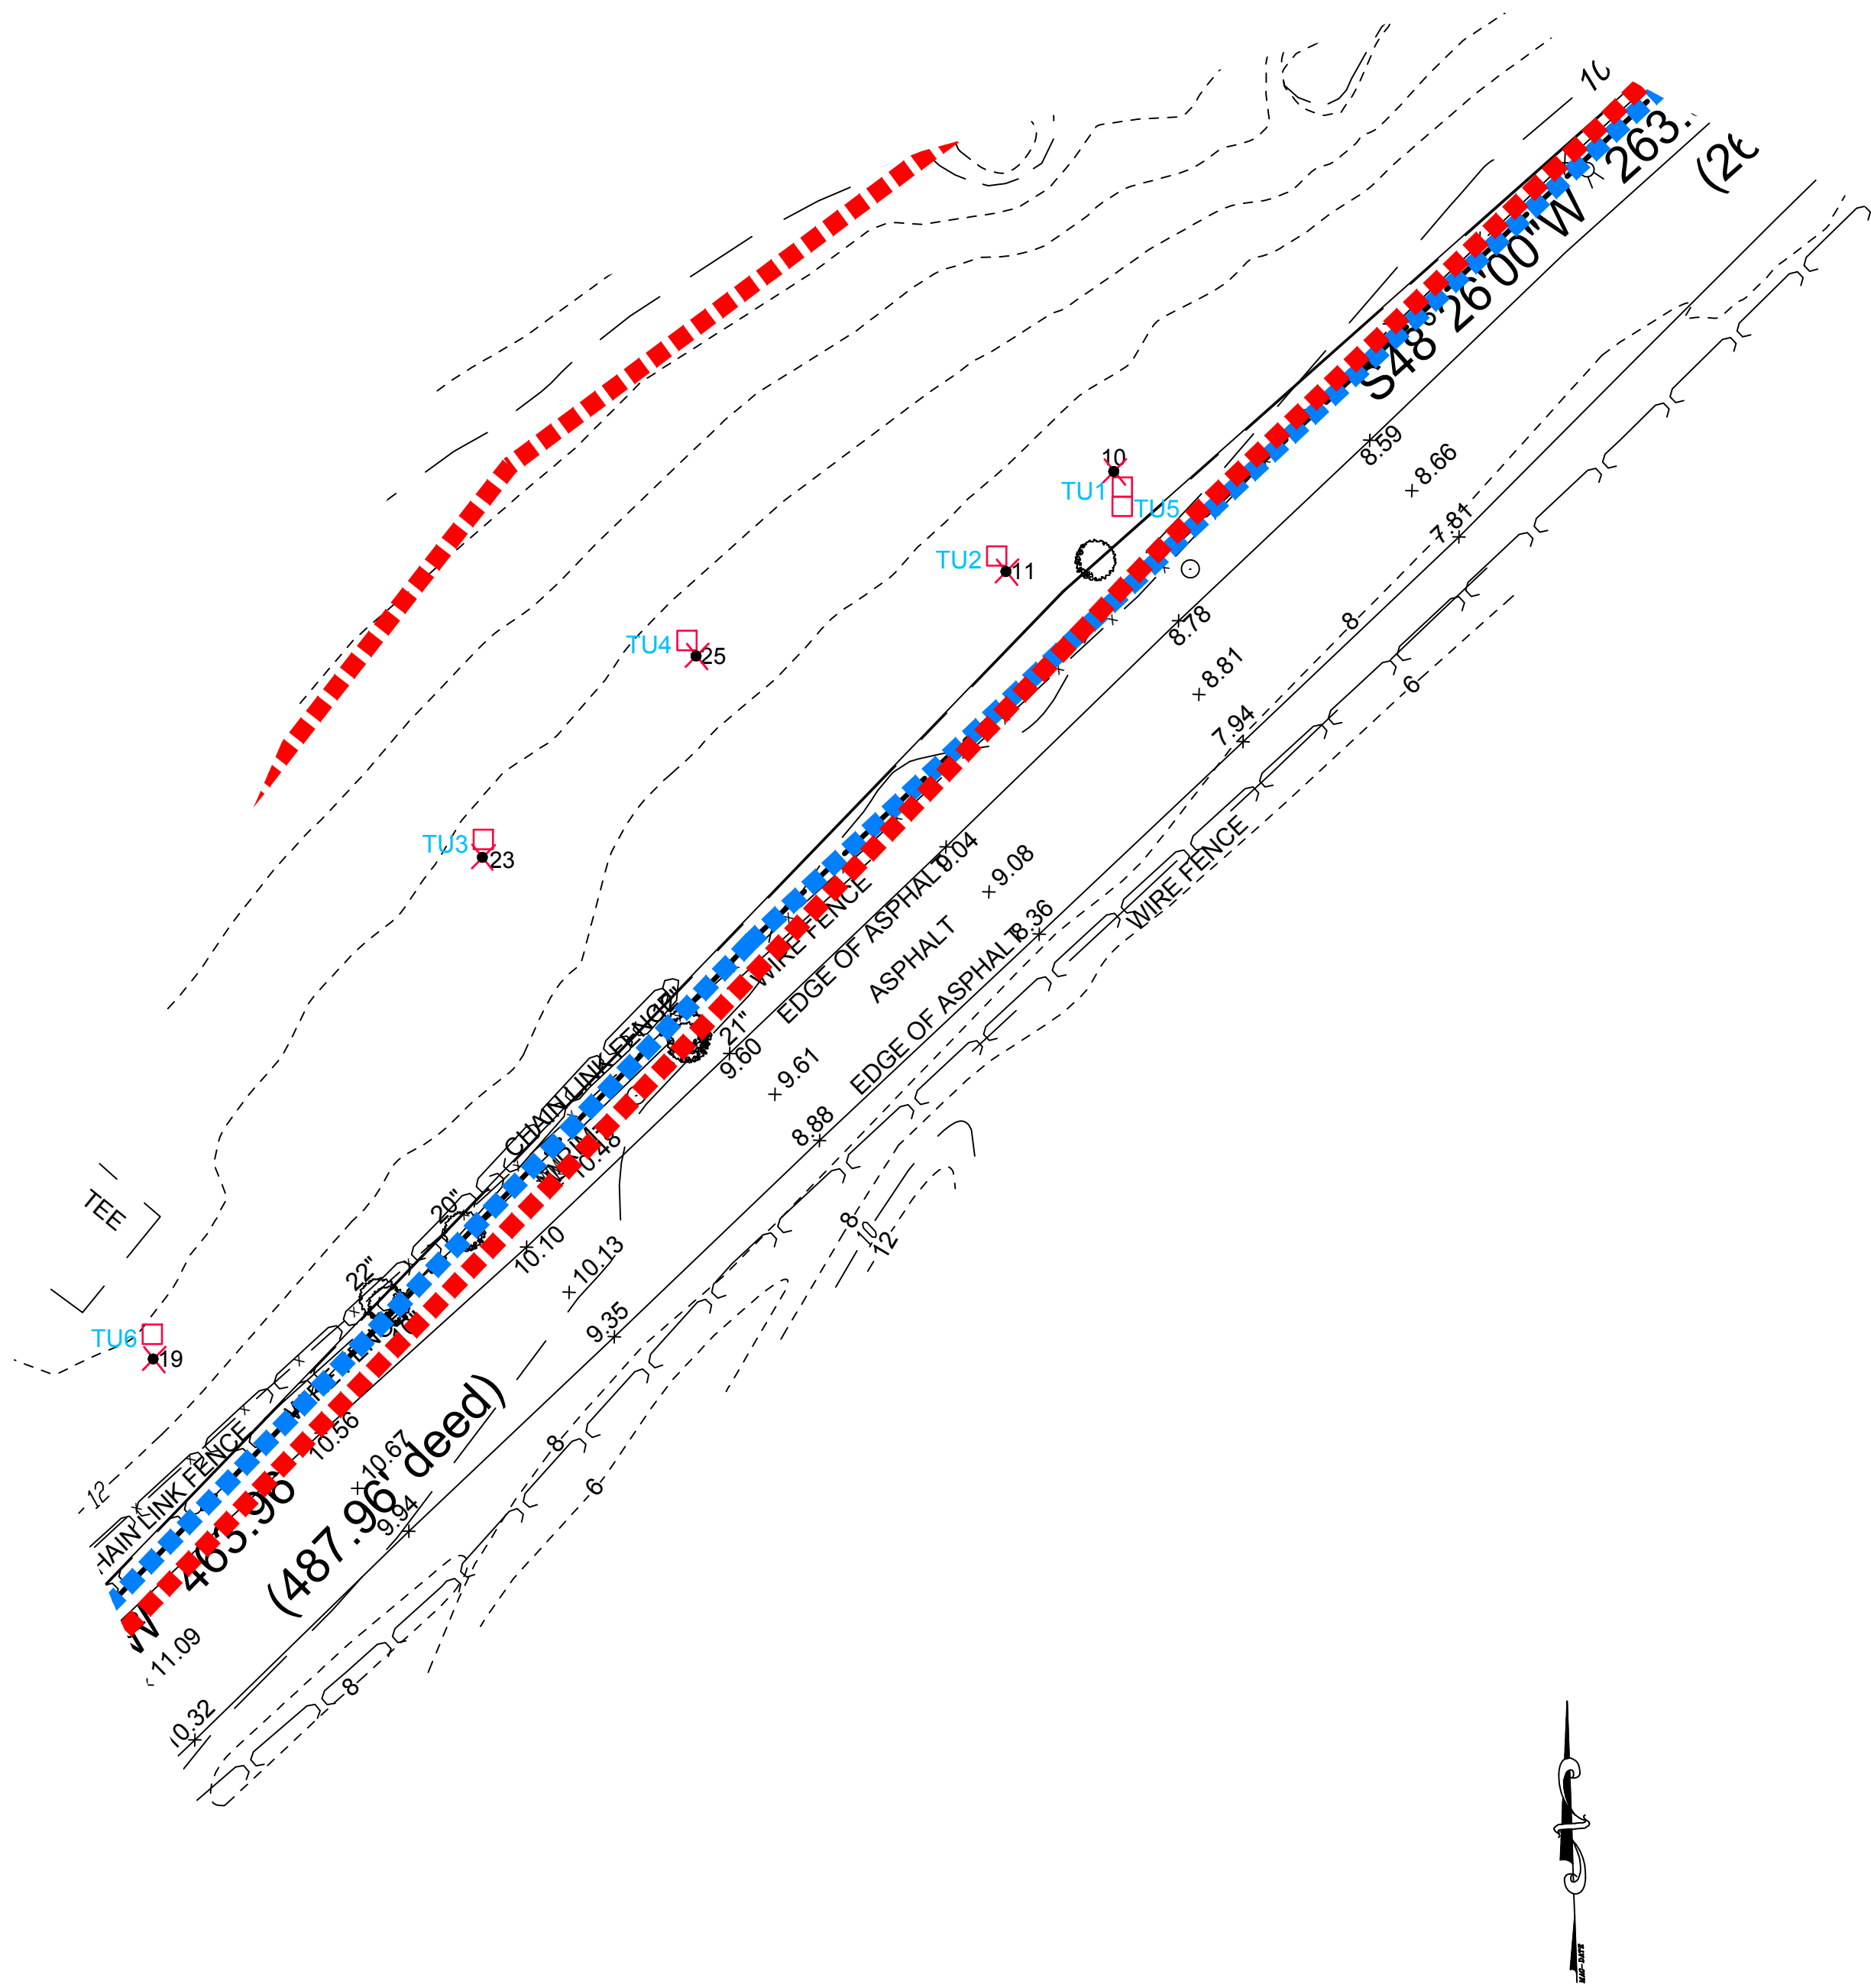 263.
S48°26'00"W
10
TU1
TU5
8.59
8.66
7.81
TU2
11
TU4
25
8.78
8
8.81
6
7.94
TU3
23
WIRE FENCE
9.04
9.08
WIRE FENCE
EDGE OF ASPHALT
8.36
ASPHALT
EDGE OF ASPHALT
21"
9.60
9.61
CHAIN LINK FENCE
8.88
10.48
TEE
20"
10.10
10.13
8
10
12
22"
9.35
TU6
19
10.56
10.67
8
6
12
HAIN LINK FENCE
463.96'
(487.96' deed)
9.94
11.09
8
0.32
MAG-DATE